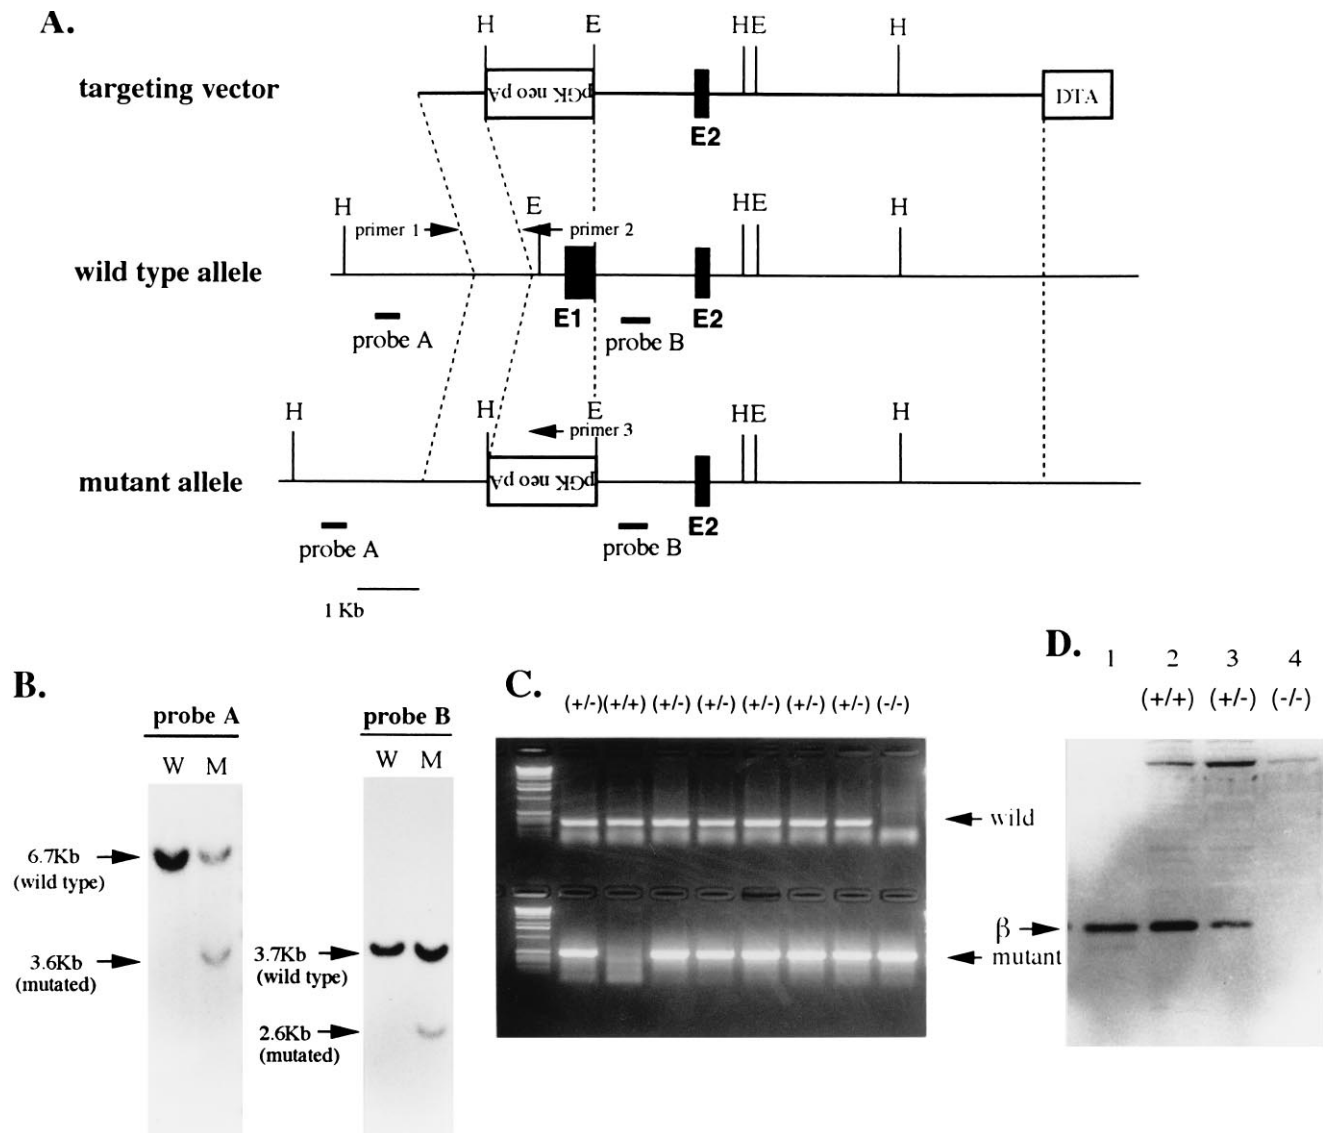 A.
H E HE H
targeting vector
pGK neo pA
DTA
E2
H E HE H
primer 1 primer 2
wild type allele
E1 E2
probe A probe B
H H E HE H
primer 3
mutant allele
pGK neo pA
E2
probe A probe B
1 Kb
B.
probe A probe B
W M W M
6.7Kb
(wild type)
3.6Kb
(mutated)
3.7Kb
(wild type)
2.6Kb
(mutated)
C.
(+/-)(+/+) (+/-) (+/-) (+/-) (+/-) (+/-) (-/-)
wild
mutant
D.
1 2 3 4
(+/+) (+/-) (-/-)
β